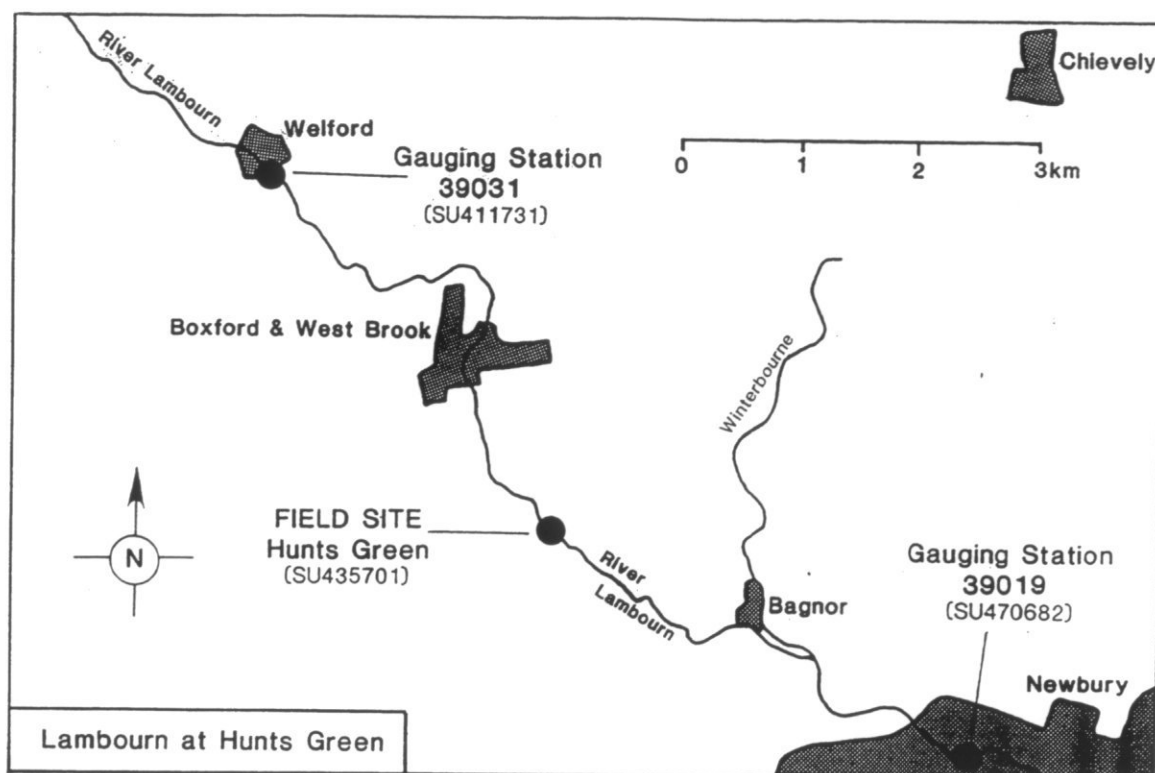 River Lambourn
Chievely
Welford
0 1 2 3km
Gauging Station
39031
(SU411731)
Boxford & West Brook
Winterbourne
N
FIELD SITE
Hunts Green
(SU435701)
River
Lambourn
Bagnor
Gauging Station
39019
(SU470682)
Newbury
Lambourn at Hunts Green